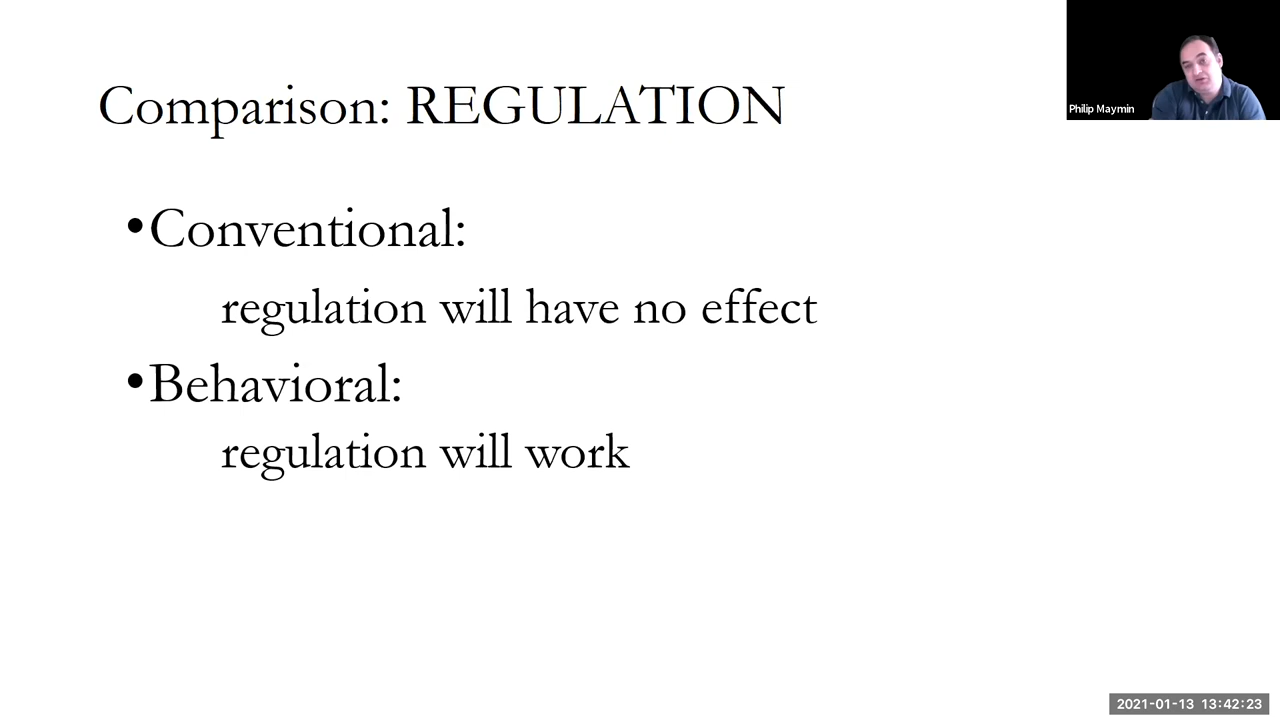 Comparison: REGULATION
Philip Maymin
•Conventional:
regulation will have no effect
•Behavioral:
regulation will work
2021-01-13 13:42:23